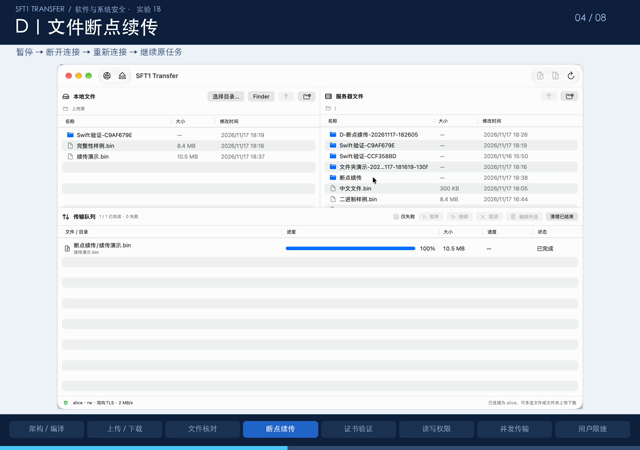 SFT1 TRANSFER / 软件与系统安全 · 实验 1B
D | 文件断点续传
04 / 08
暂停 → 断开连接 → 重新连接 → 继续原任务
SFT1 Transfer
本地文件
选择目录...
Finder
上传源
名称
大小
修改时间
Swift验证-C9AF679E
—
2026/11/17 18:19
完整性样例.bin
8.4 MB
2026/11/17 18:16
续传演示.bin
10.5 MB
2026/11/17 18:37
服务器文件
/
名称
大小
修改时间
D-断点续传-20261117-182605
—
2026/11/17 18:26
Swift验证-C9AF679E
—
2026/11/17 18:19
Swift验证-CCF358BD
—
2026/11/16 15:50
文件夹演示-202...117-181619-130f
—
2026/11/17 18:16
断点续传
—
2026/11/17 18:38
中文文件.bin
300 KB
2026/11/17 18:05
二进制样例.bin
8.4 MB
2026/11/17 16:44
传输队列
1 / 1 已完成 · 0 失败
仅失败
暂停
继续
取消
清理已结束
文件 / 目录
进度
大小
速度
状态
断点续传/续传演示.bin
续传演示.bin
100%
10.5 MB
—
已完成
alice · rw · 双向TLS · 2 MB/s
已连接为 alice，可多选文件或文件夹上传下载
架构 / 编译
上传 / 下载
文件核对
断点续传
证书验证
读写权限
并发传输
用户限速